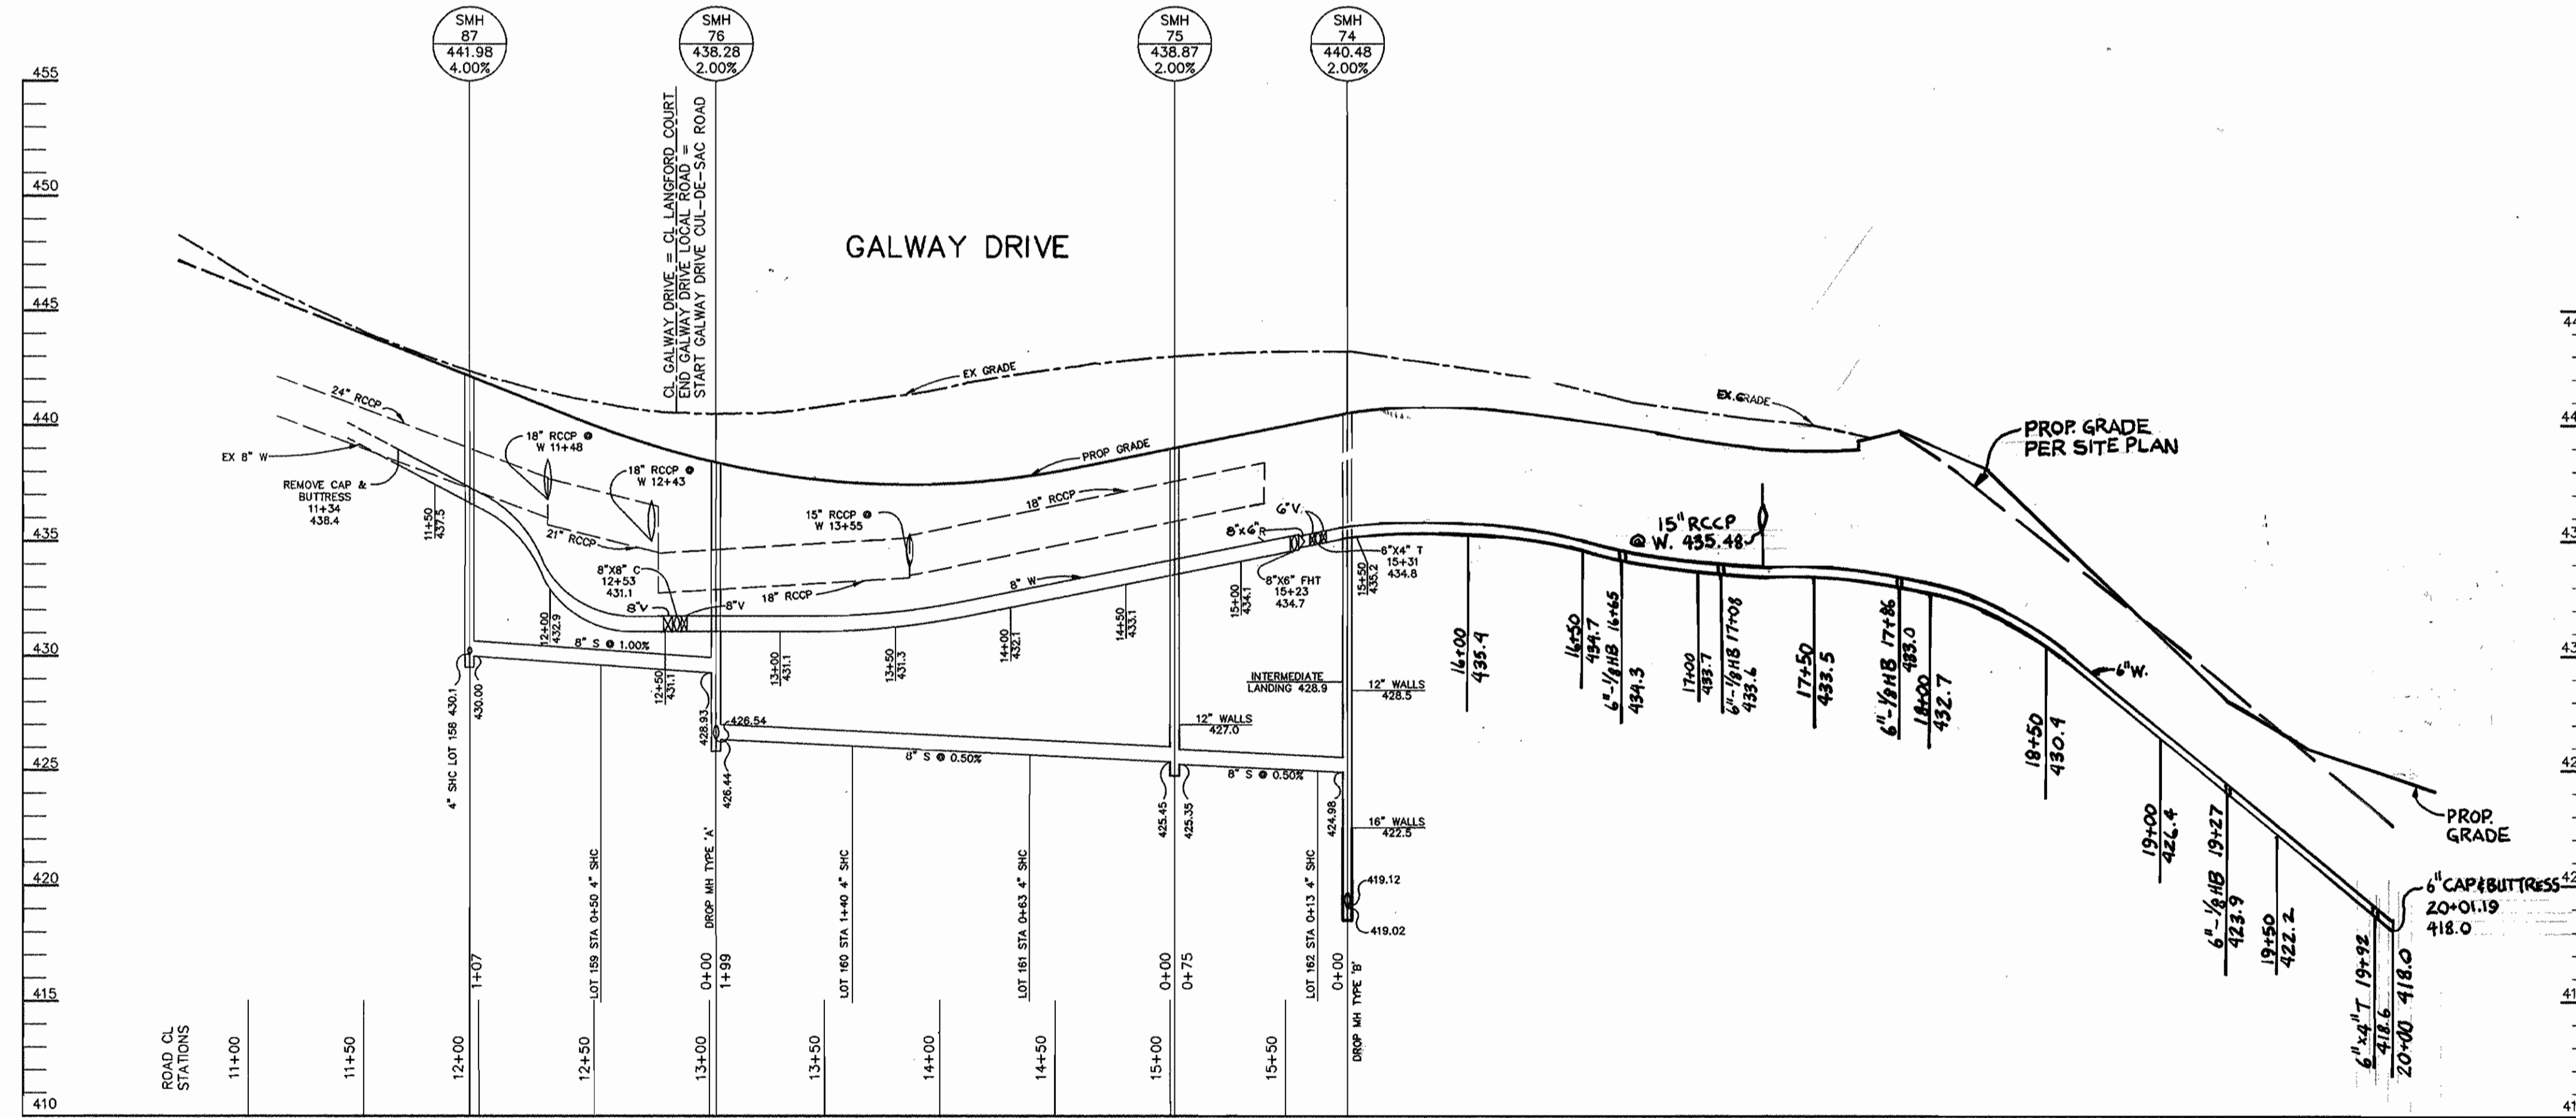 SMH
87
441.98
4.00%
SMH
76
438.28
2.00%
SMH
75
438.87
2.00%
SMH
74
440.48
2.00%
455
450
445
440
435
430
425
420
415
410
CL GALWAY DRIVE = CL LANGFORD COURT
END GALWAY DRIVE LOCAL ROAD =
START GALWAY DRIVE CUL-DE-SAC ROAD
GALWAY DRIVE
EX GRADE
EX. GRADE
PROP GRADE
PROP. GRADE
PER SITE PLAN
24" RCCP
18" RCCP @
W 11+48
18" RCCP @
W 12+43
EX 8" W
REMOVE CAP &
BUTTRESS
11+34
438.4
11+50
437.5
21" RCCP
15" RCCP @
W 13+55
18" RCCP
8"X8" C
12+53
431.1
8"V
8"V
18" RCCP
8" W
8"x6"R
6"V.
6"X4" T
15+31
434.8
8"X6" FHT
15+23
434.7
15" RCCP
@ W. 435.48
12+00
432.9
12+50
431.1
13+00
431.1
13+50
431.3
14+00
432.1
14+50
433.1
15+00
434.1
15+50
435.2
16+00
435.4
16+50
434.7
6"-1/8HB 16+65
434.3
17+00
433.7
6"-1/8HB 17+08
433.6
17+50
433.5
6"-1/8HB 17+86
433.0
18+00
432.7
18+50
430.4
6"W.
19+00
426.4
6"-1/8HB 19+27
423.9
19+50
422.2
6"x4"T 19+92
418.6
20+00 418.0
PROP.
GRADE
6" CAP & BUTTRESS
20+01.19
418.0
8" S @ 1.00%
4" SHC LOT 158 430.1
430.00
428.93
426.54
426.44
8" S @ 0.50%
12" WALLS
427.0
INTERMEDIATE
LANDING 428.9
12" WALLS
428.5
425.45
425.35
8" S @ 0.50%
424.98
16" WALLS
422.5
419.12
419.02
1+07
LOT 159 STA 0+50 4" SHC
0+00
DROP MH TYPE 'A'
1+99
LOT 160 STA 1+40 4" SHC
LOT 161 STA 0+63 4" SHC
0+00
0+75
LOT 162 STA 0+13 4" SHC
0+00
DROP MH TYPE 'B'
ROAD CL
STATIONS
11+00
11+50
12+00
12+50
13+00
13+50
14+00
14+50
15+00
15+50